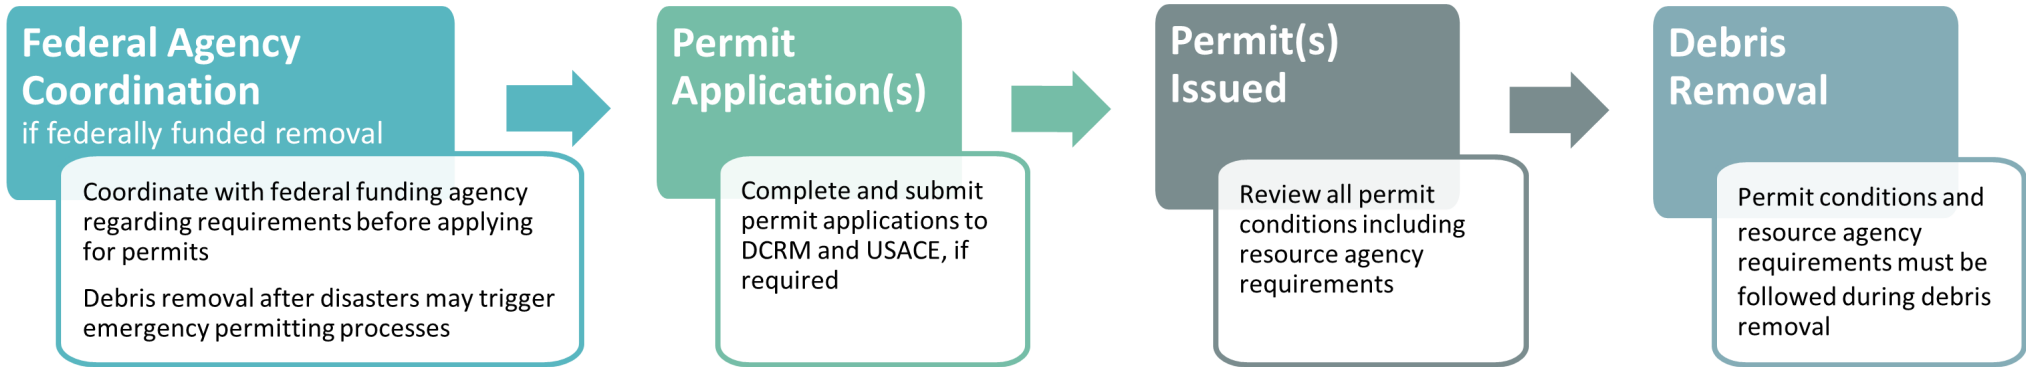 Federal Agency
Coordination
if federally funded removal
Coordinate with federal funding agency
regarding requirements before applying
for permits
Debris removal after disasters may trigger
emergency permitting processes
Permit
Application(s)
Complete and submit
permit applications to
DCRM and USACE, if
required
Permit(s)
Issued
Review all permit
conditions including
resource agency
requirements
Debris
Removal
Permit conditions and
resource agency
requirements must be
followed during debris
removal